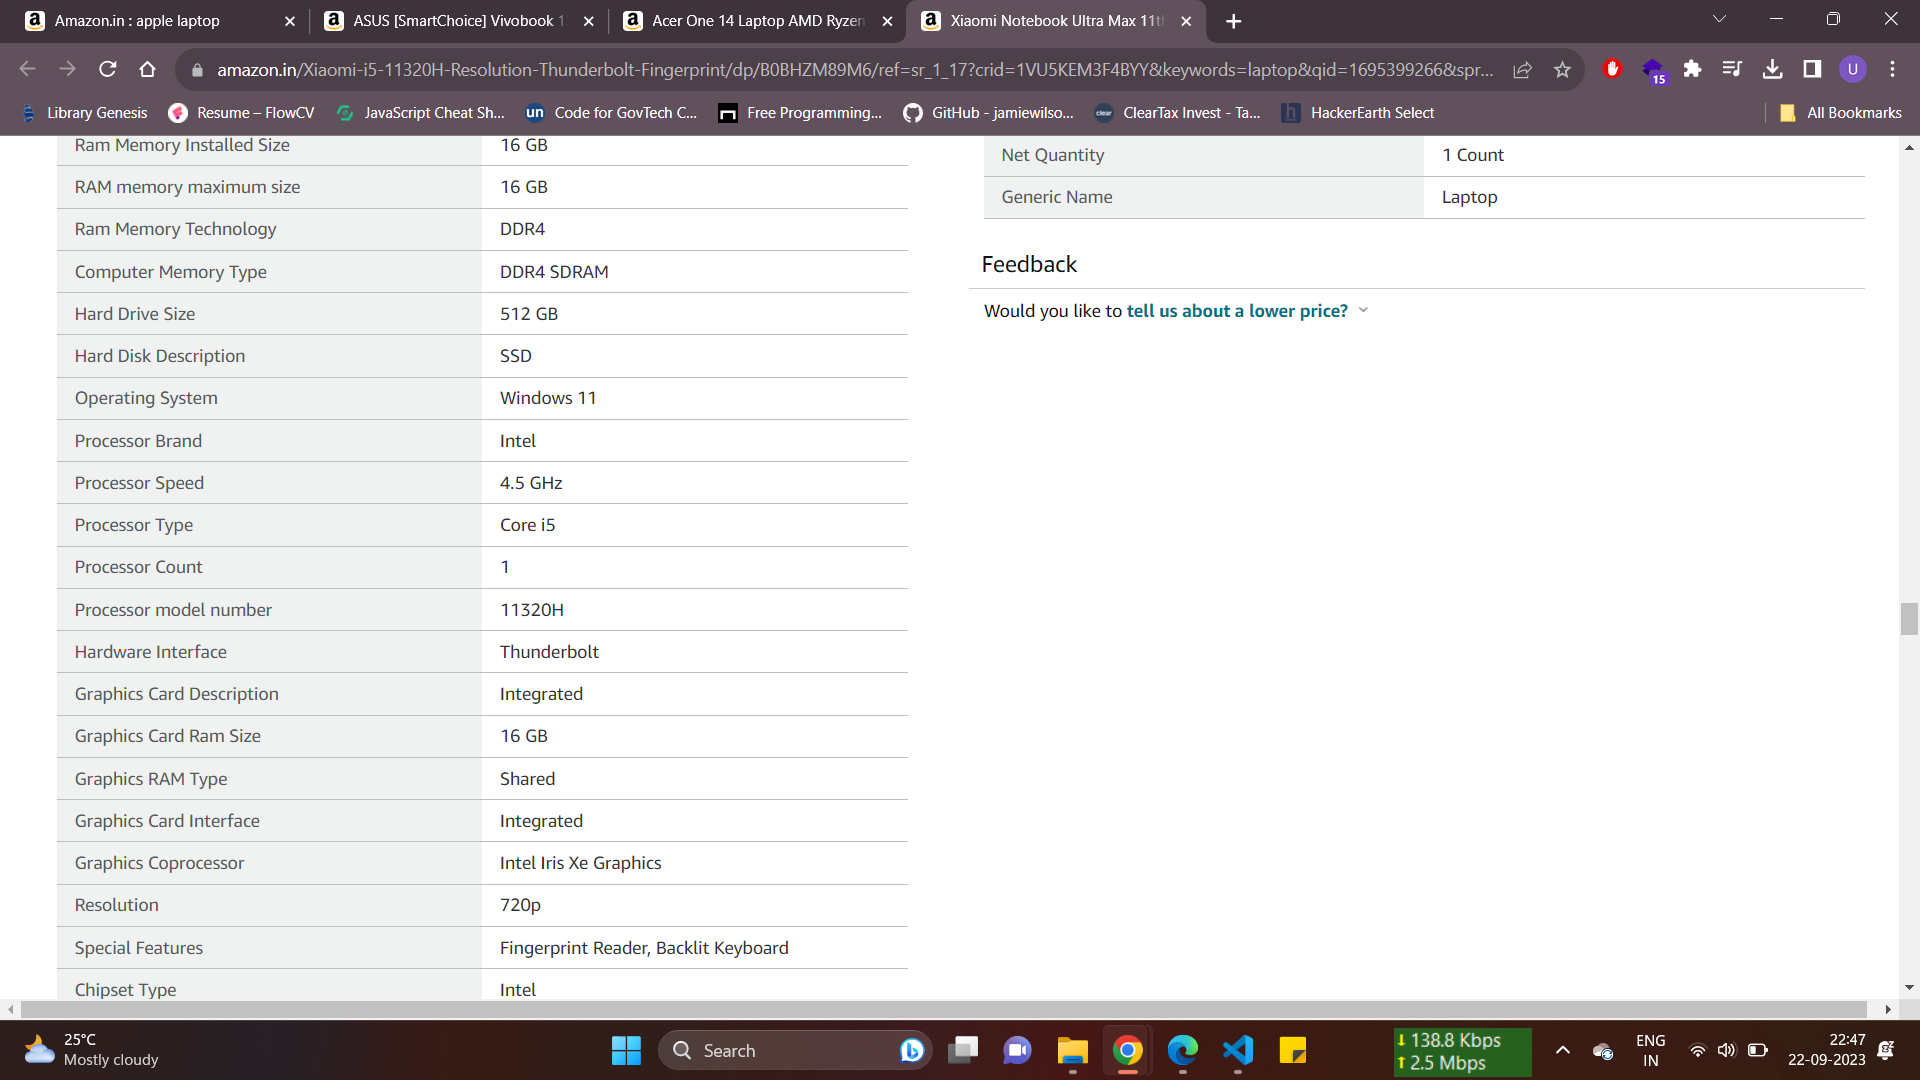 Amazon.in : apple laptop
ASUS [SmartChoice] Vivobook 1
Acer One 14 Laptop AMD Ryzen
Xiaomi Notebook Ultra Max 11th
amazon.in/Xiaomi-i5-11320H-Resolution-Thunderbolt-Fingerprint/dp/B0BHZM89M6/ref=sr_1_17?crid=1VU5KEM3F4BYY&keywords=laptop&qid=1695399266&spr...
15
U
Library Genesis
Resume – FlowCV
JavaScript Cheat Sh...
un Code for GovTech C...
Free Programming...
GitHub - jamiewilso...
clear ClearTax Invest - Ta...
h HackerEarth Select
All Bookmarks
Ram Memory Installed Size 16 GB
RAM memory maximum size 16 GB
Ram Memory Technology DDR4
Computer Memory Type DDR4 SDRAM
Hard Drive Size 512 GB
Hard Disk Description SSD
Operating System Windows 11
Processor Brand Intel
Processor Speed 4.5 GHz
Processor Type Core i5
Processor Count 1
Processor model number 11320H
Hardware Interface Thunderbolt
Graphics Card Description Integrated
Graphics Card Ram Size 16 GB
Graphics RAM Type Shared
Graphics Card Interface Integrated
Graphics Coprocessor Intel Iris Xe Graphics
Resolution 720p
Special Features Fingerprint Reader, Backlit Keyboard
Chipset Type Intel
Net Quantity 1 Count
Generic Name Laptop
Feedback
Would you like to tell us about a lower price?
25°C
Mostly cloudy
Search
138.8 Kbps
2.5 Mbps
ENG
IN
22:47
22-09-2023